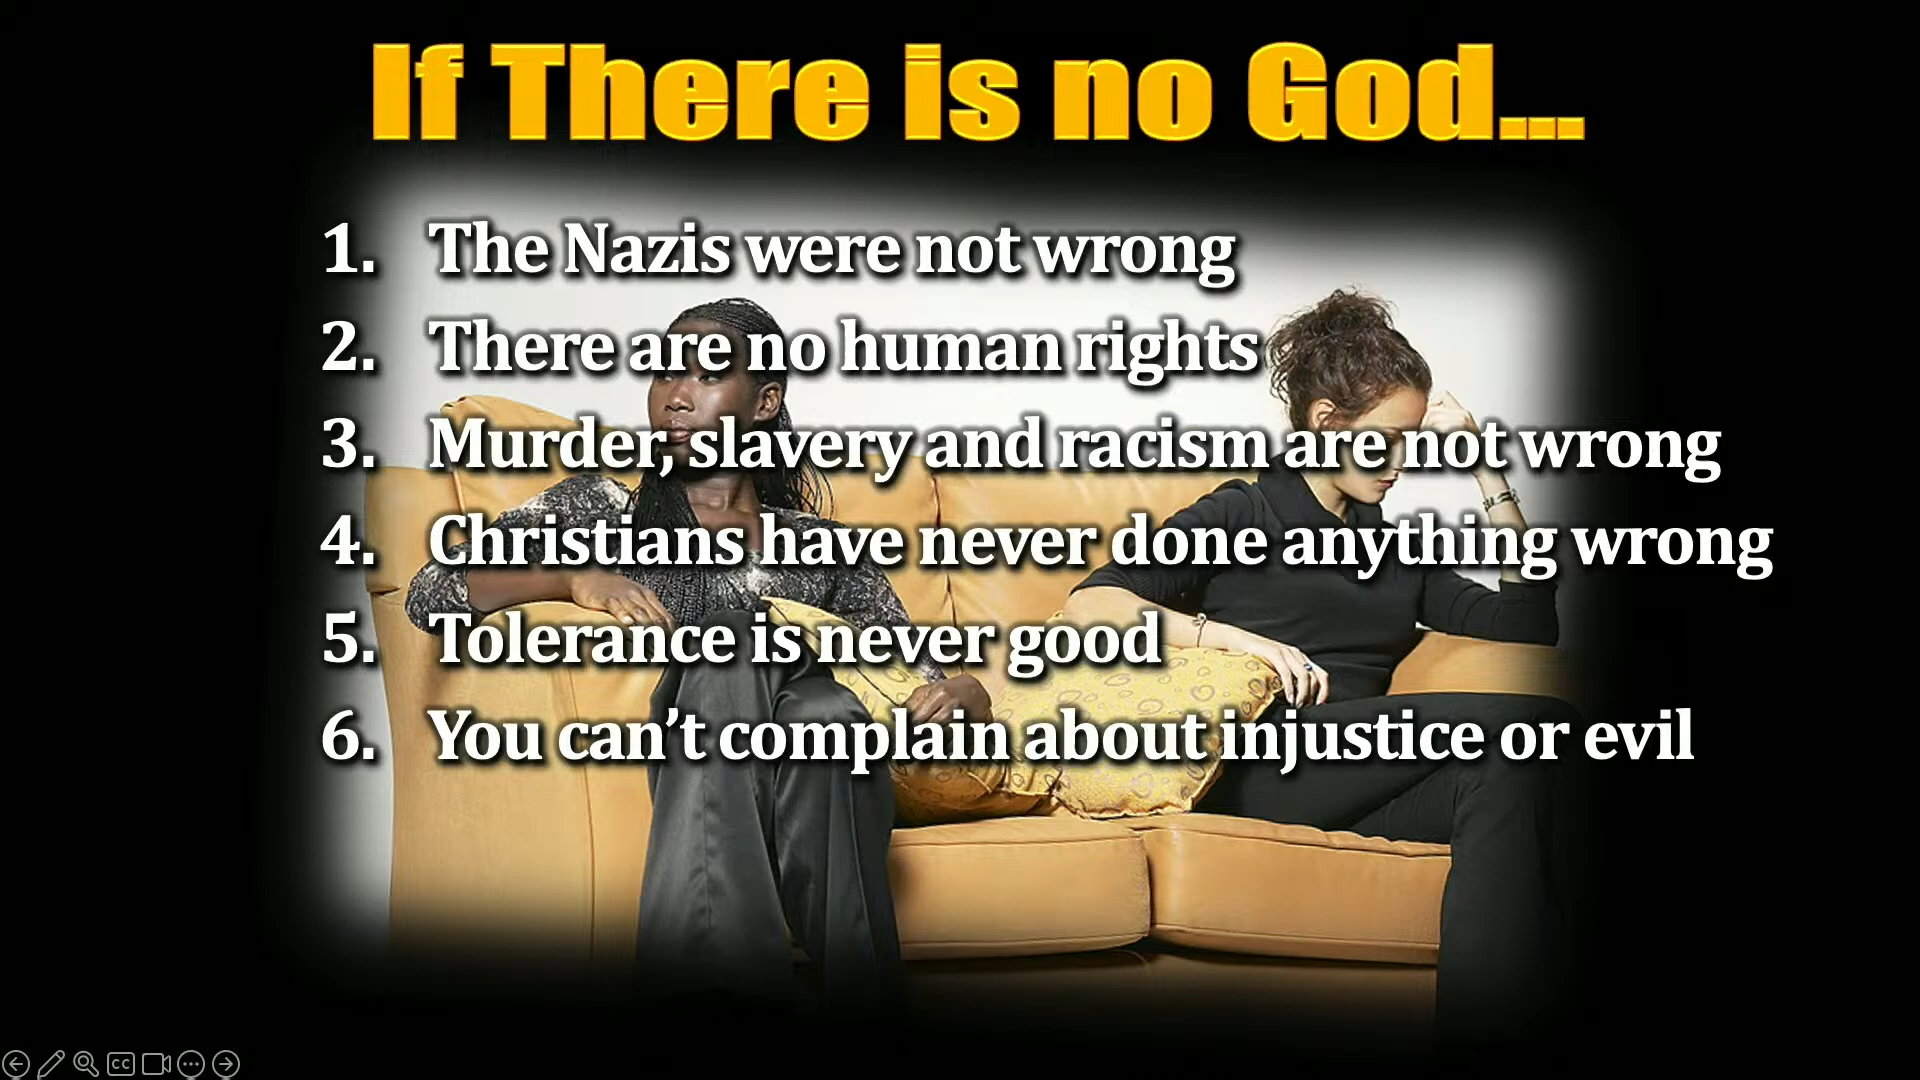 If There is no God...
1. The Nazis were not wrong
2. There are no human rights
3. Murder, slavery and racism are not wrong
4. Christians have never done anything wrong
5. Tolerance is never good
6. You can’t complain about injustice or evil
CC